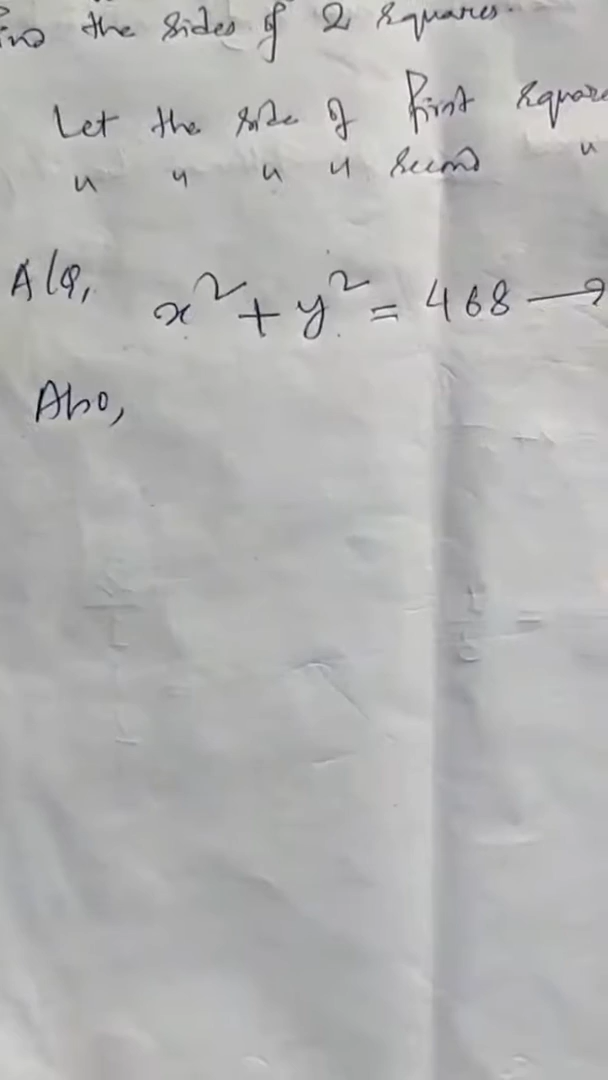 the sides of 2 squares.
Let the side of first square
" " " " second "
A/Q, x² + y² = 468 →
Also,